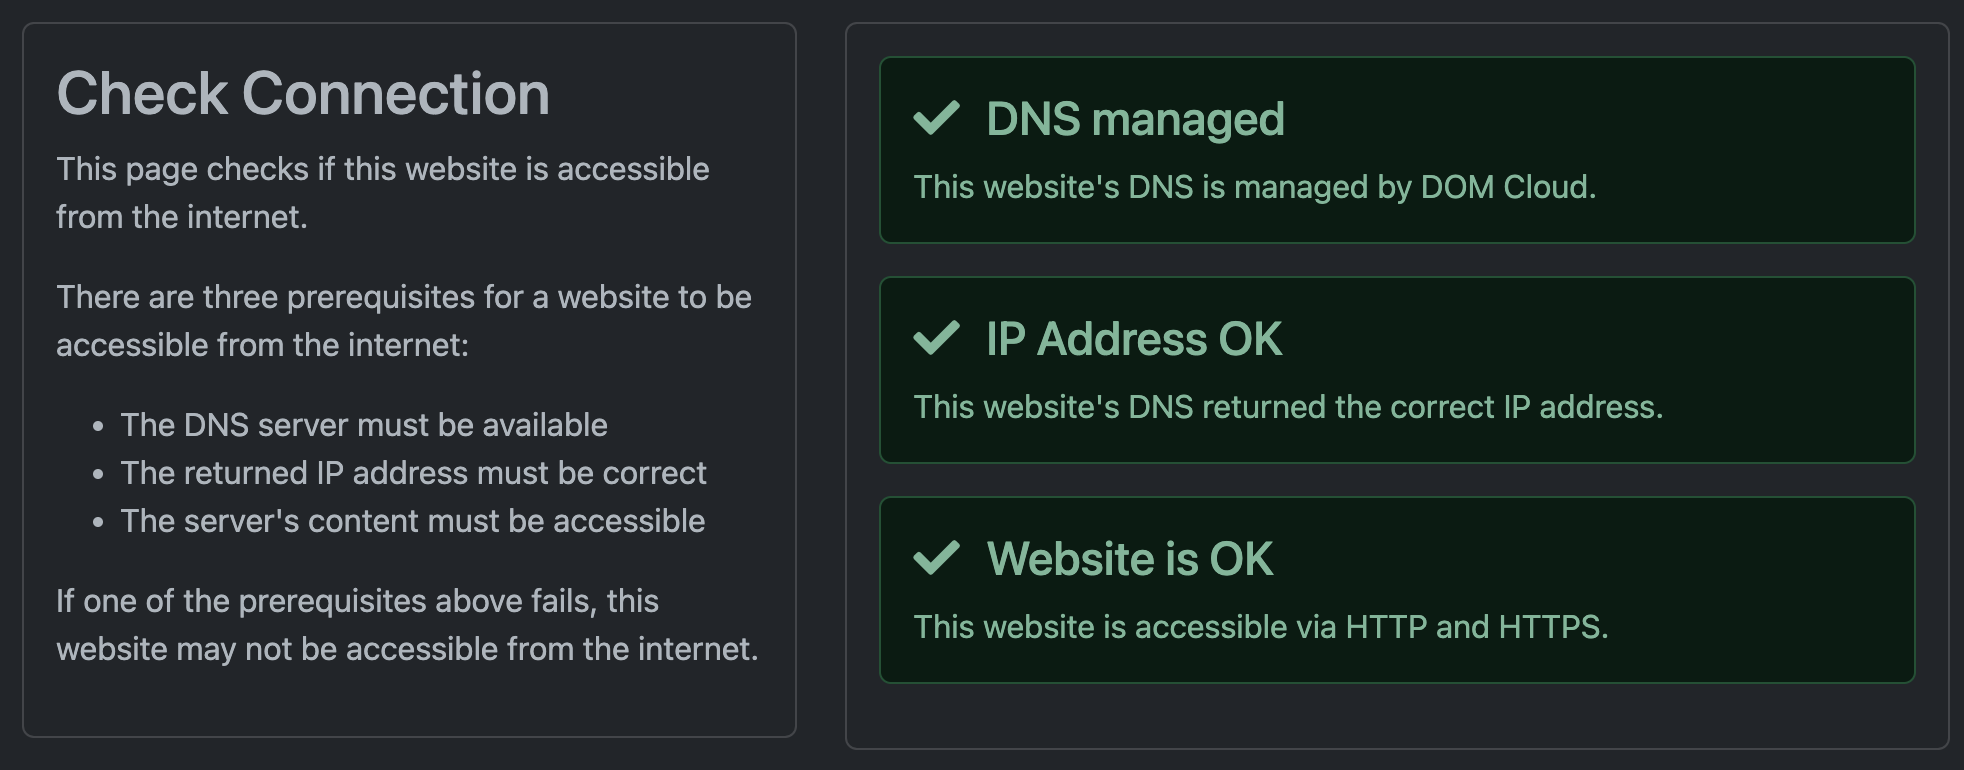 Check Connection
This page checks if this website is accessible
from the internet.
There are three prerequisites for a website to be
accessible from the internet:
• The DNS server must be available
• The returned IP address must be correct
• The server's content must be accessible
If one of the prerequisites above fails, this
website may not be accessible from the internet.
DNS managed
This website's DNS is managed by DOM Cloud.
IP Address OK
This website's DNS returned the correct IP address.
Website is OK
This website is accessible via HTTP and HTTPS.